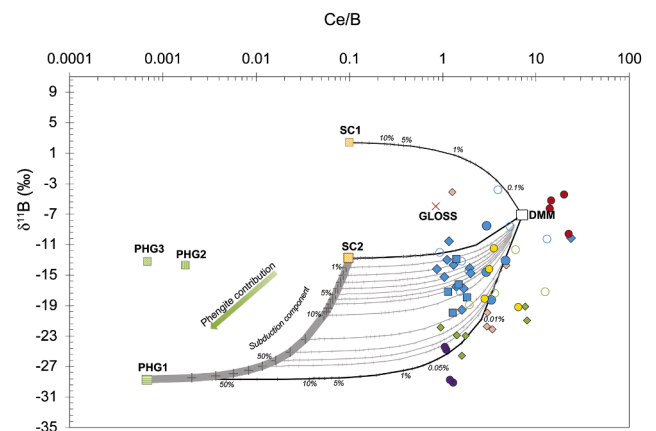 Ce/B
0.0001 0.001 0.01 0.1 1 10 100
δ¹¹B (‰)
9
5
1
-3
-7
-11
-15
-19
-23
-27
-31
-35
SC1
10% 5%
1%
0.1%
GLOSS
DMM
PHG3
PHG2
SC2
1%
5%
10%
50%
Phengite contribution
Subduction component
0.01%
0.05%
PHG1
50%
10%
5%
1%